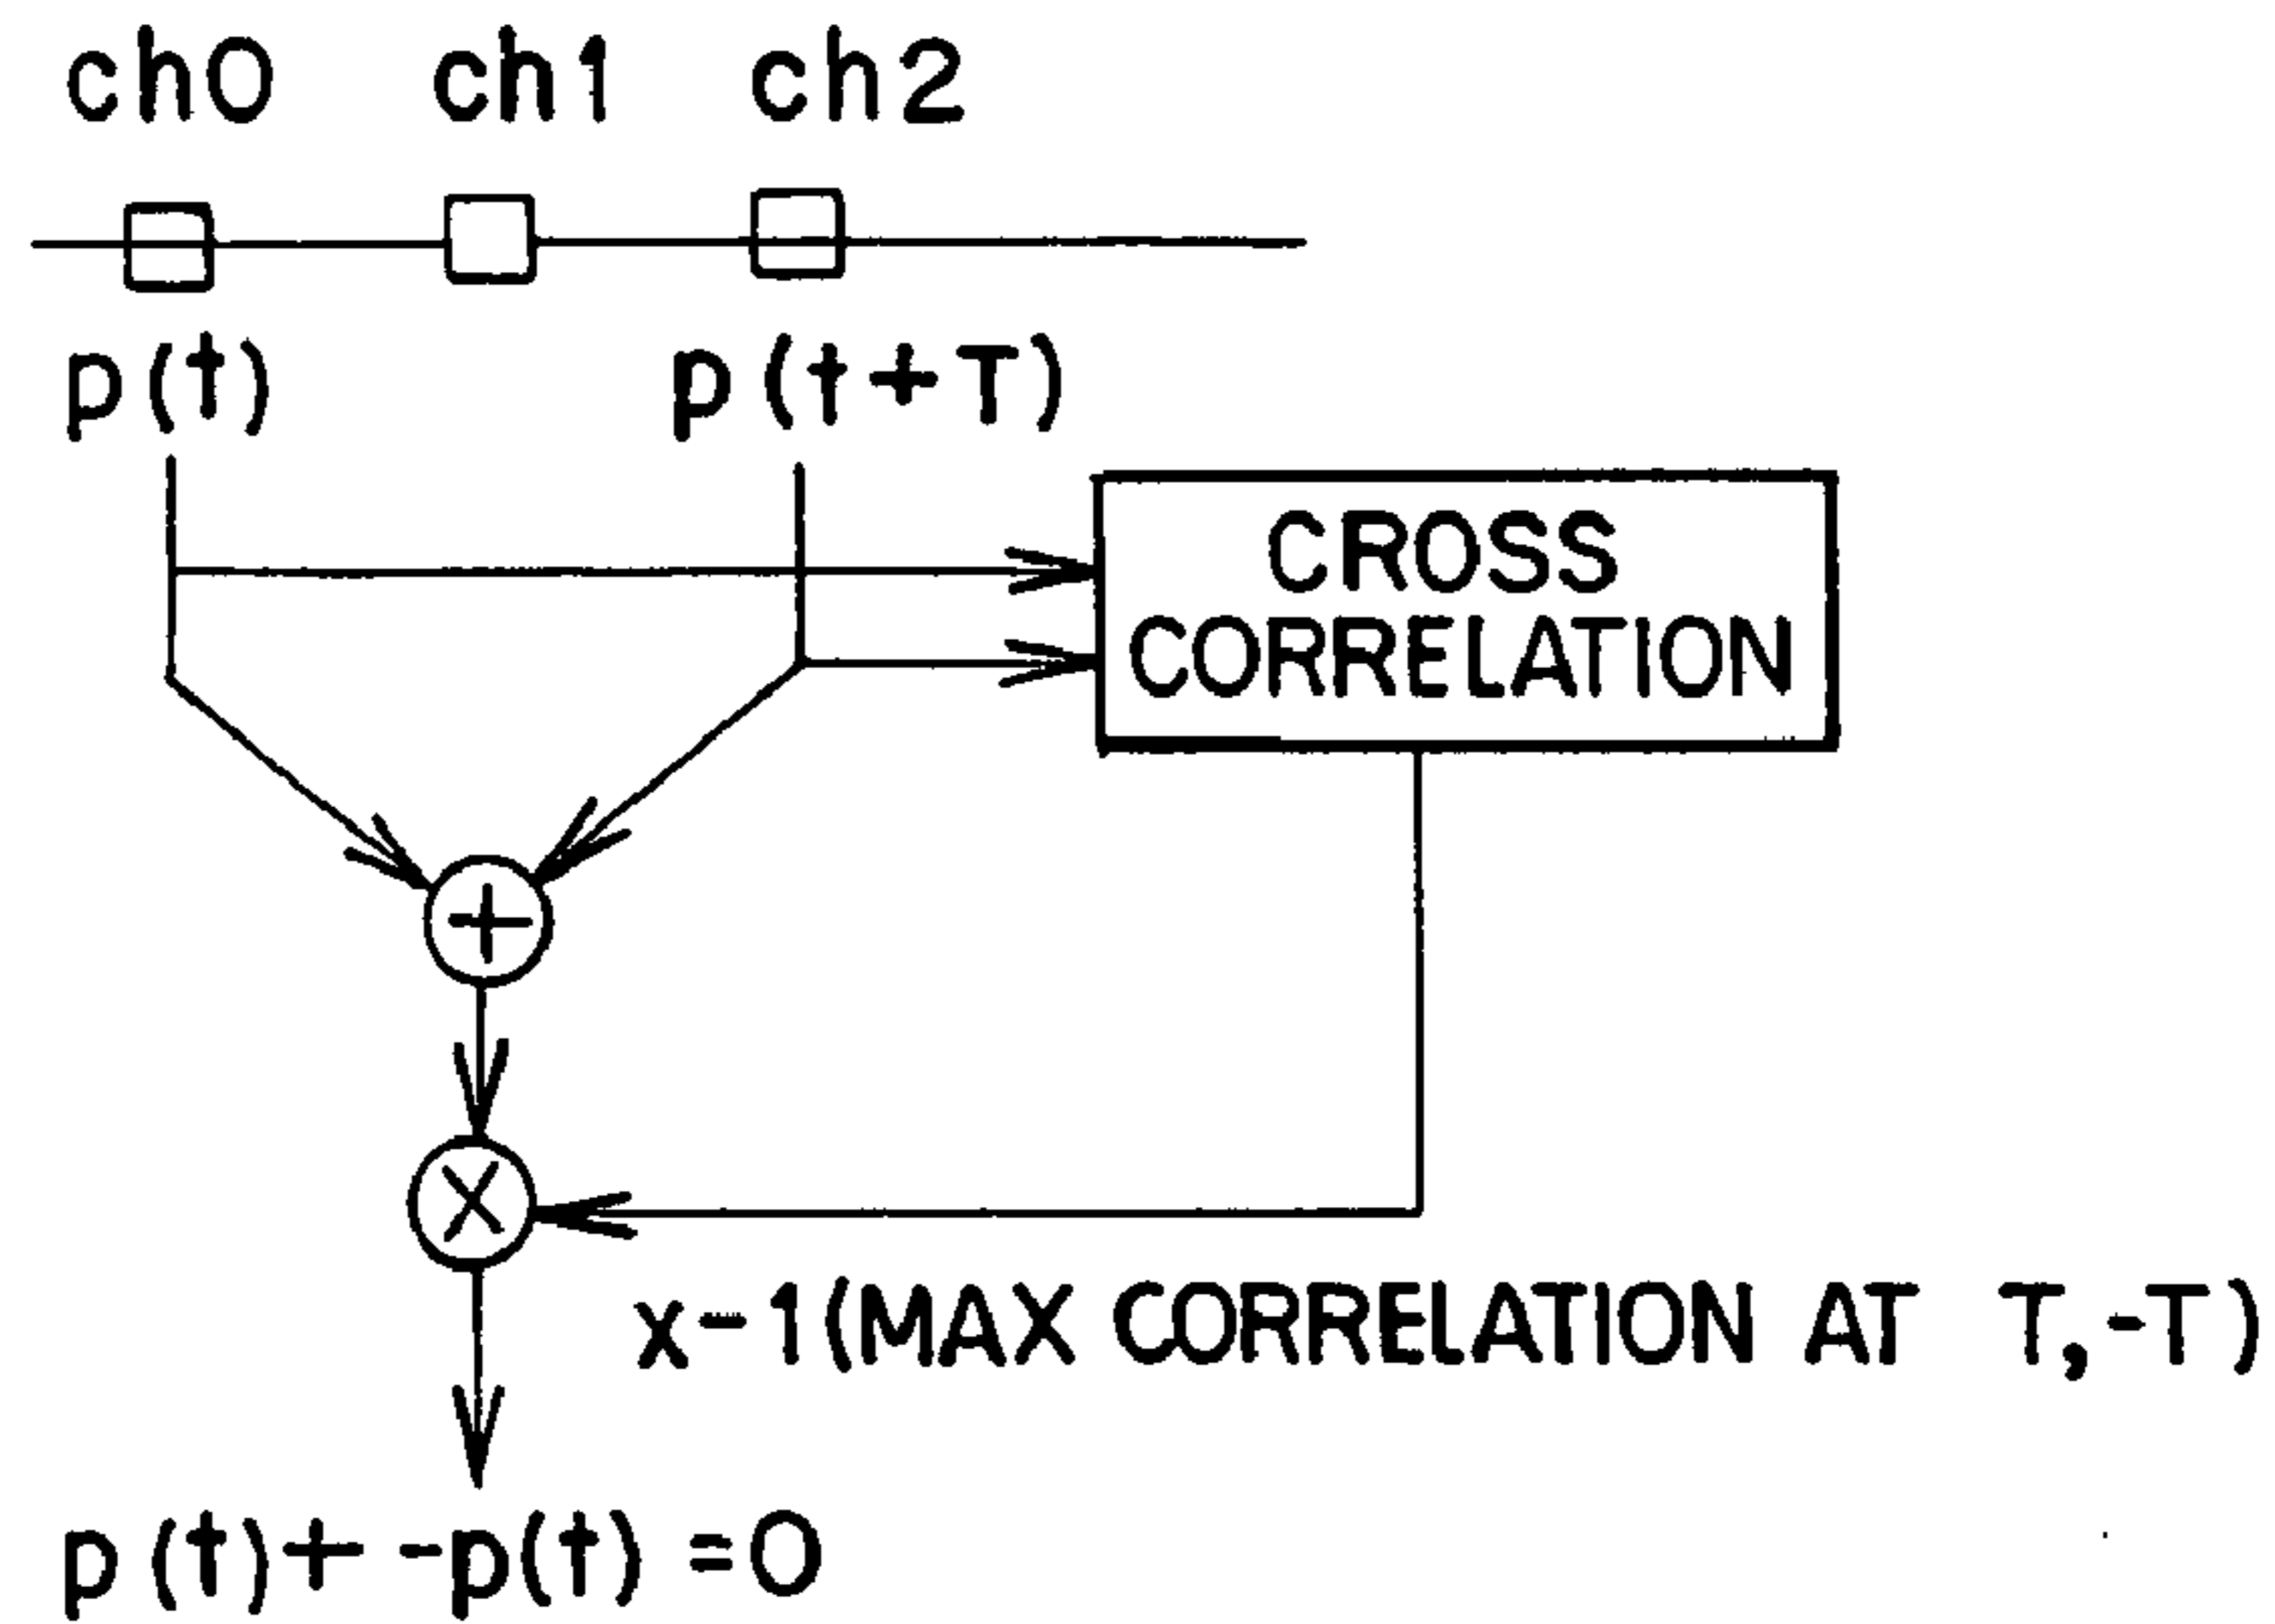 ch0 ch1 ch2
p(t) p(t+T)
CROSS
CORRELATION
+
×
x-1(MAX CORRELATION AT T,-T)
p(t)+ -p(t) =0